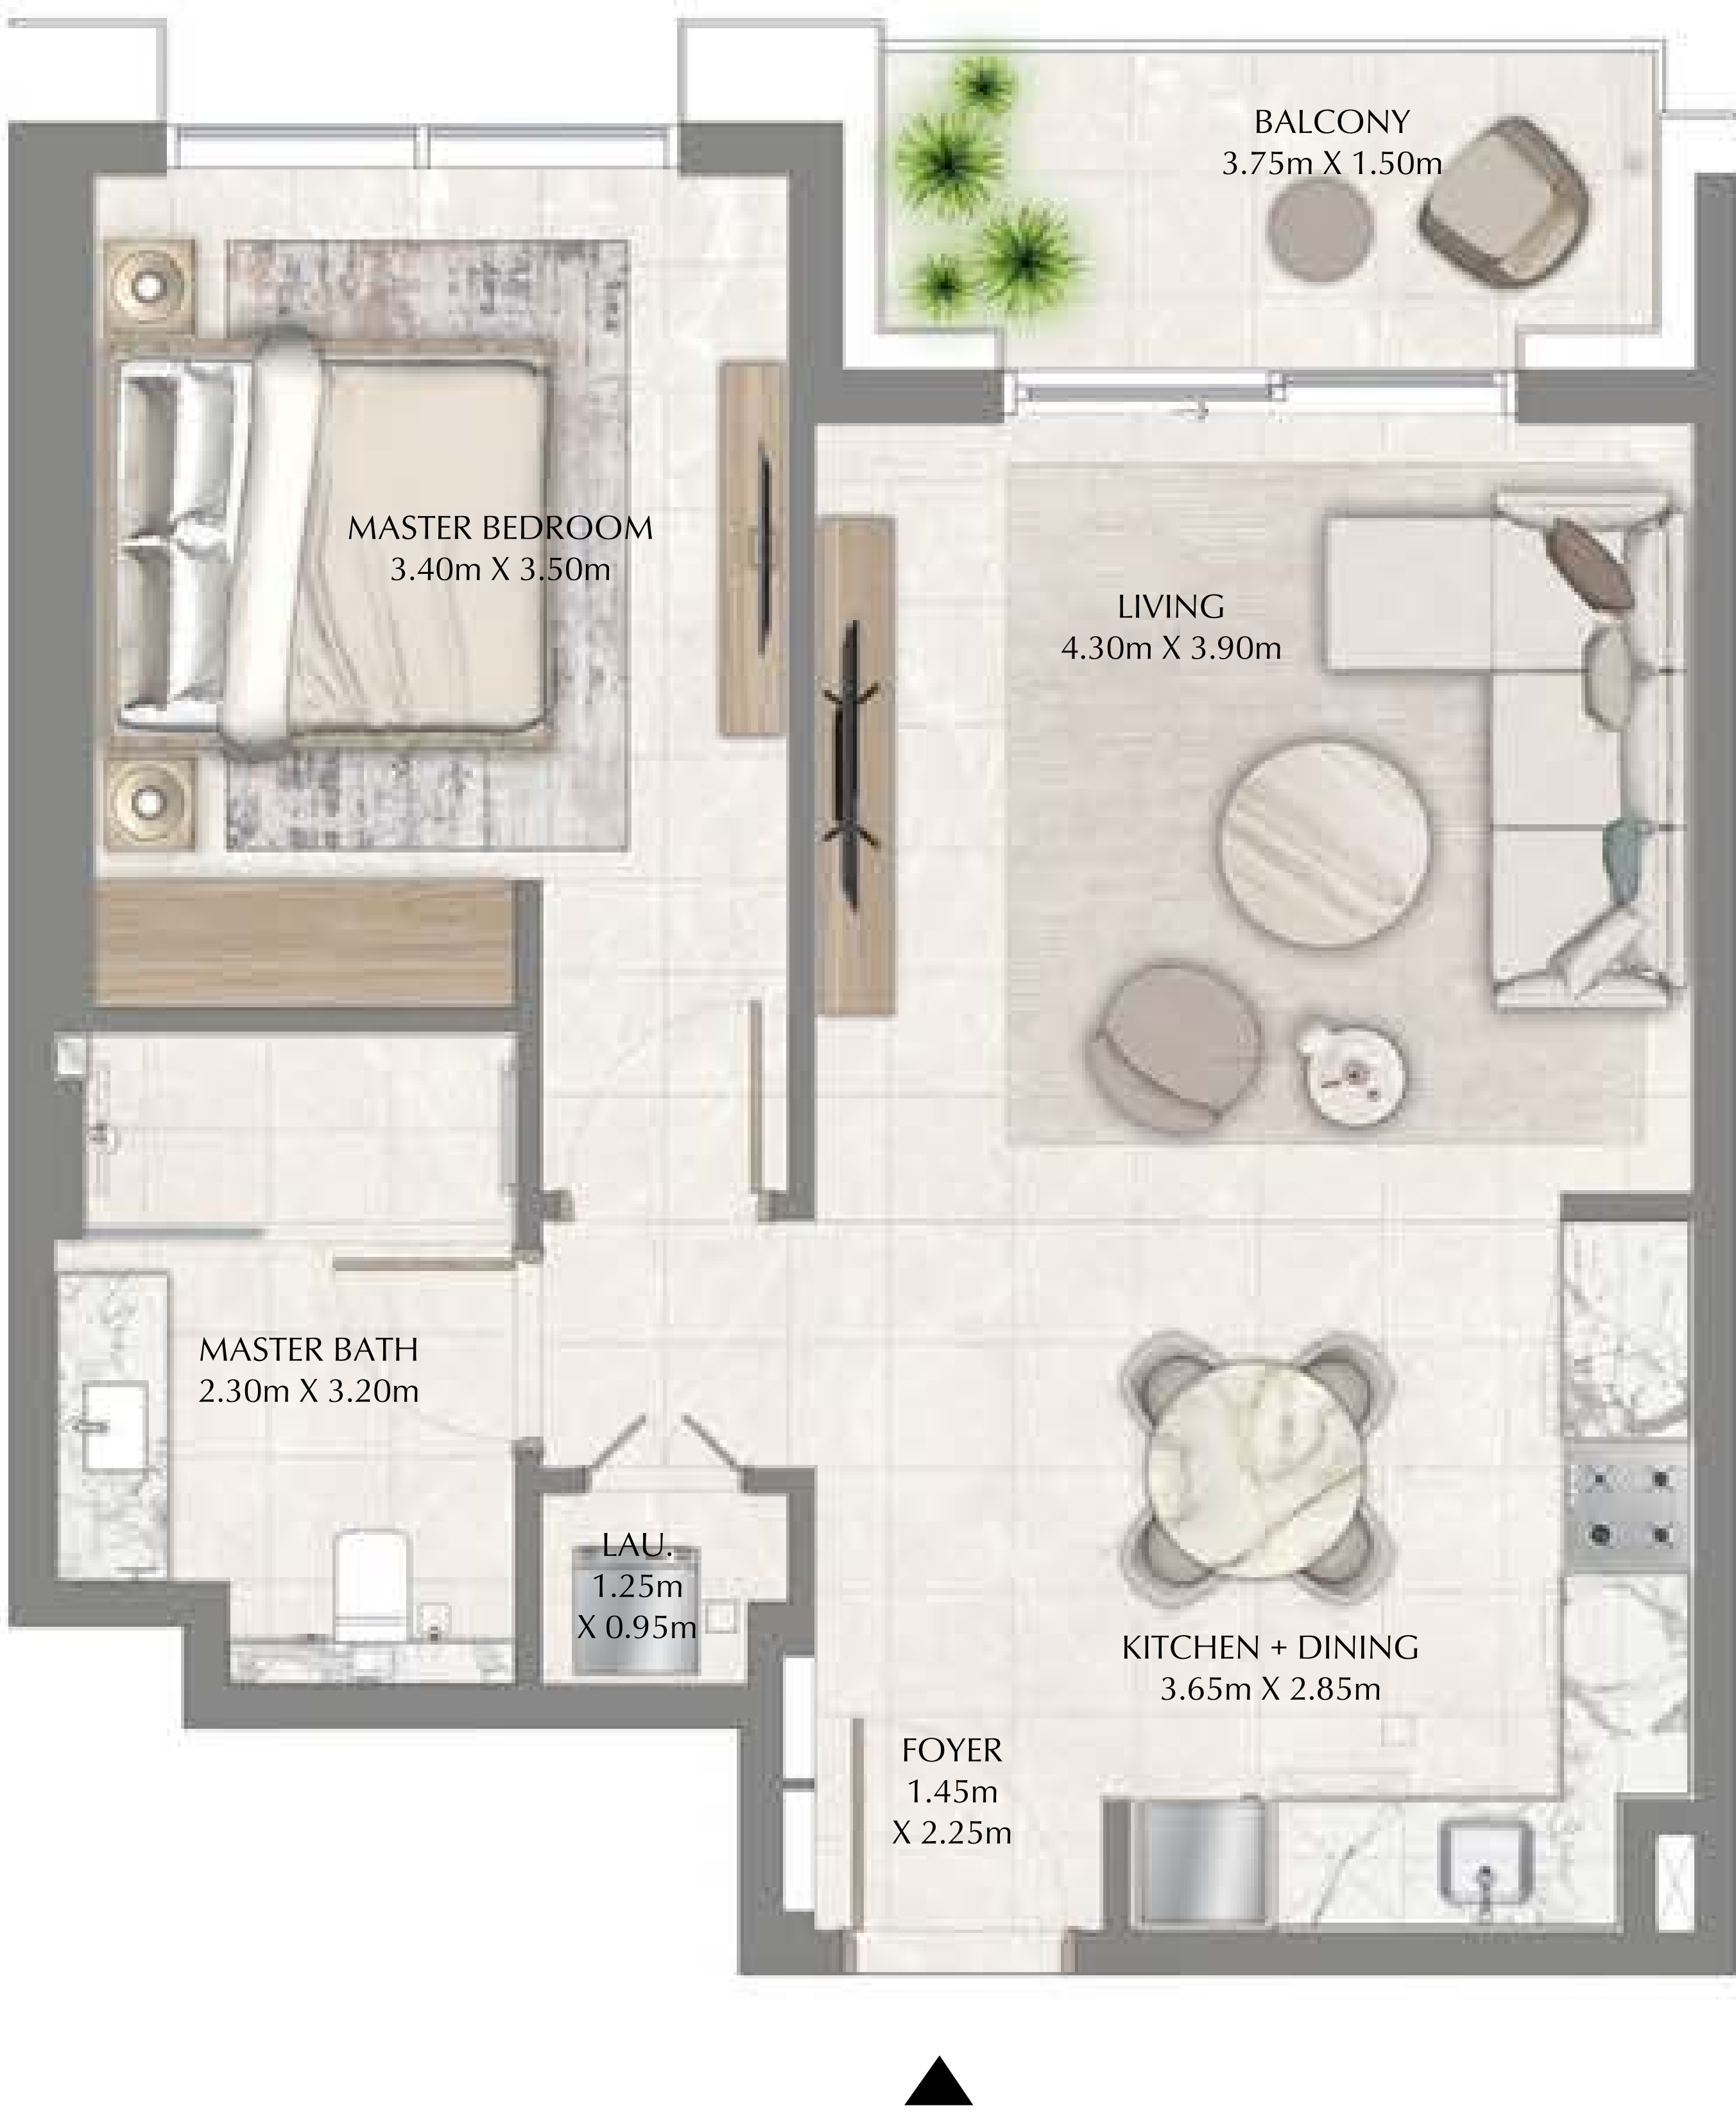 BALCONY
3.75m X 1.50m
MASTER BEDROOM
3.40m X 3.50m
LIVING
4.30m X 3.90m
MASTER BATH
2.30m X 3.20m
LAU.
1.25m
X 0.95m
KITCHEN + DINING
3.65m X 2.85m
FOYER
1.45m
X 2.25m